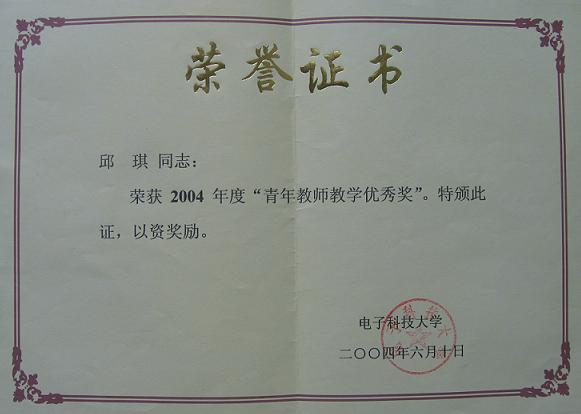 荣誉证书
邱 琪 同志：
荣获 2004 年度“青年教师教学优秀奖”。特颁此
证，以资奖励。
电子科技大学
二〇〇四年六月十日